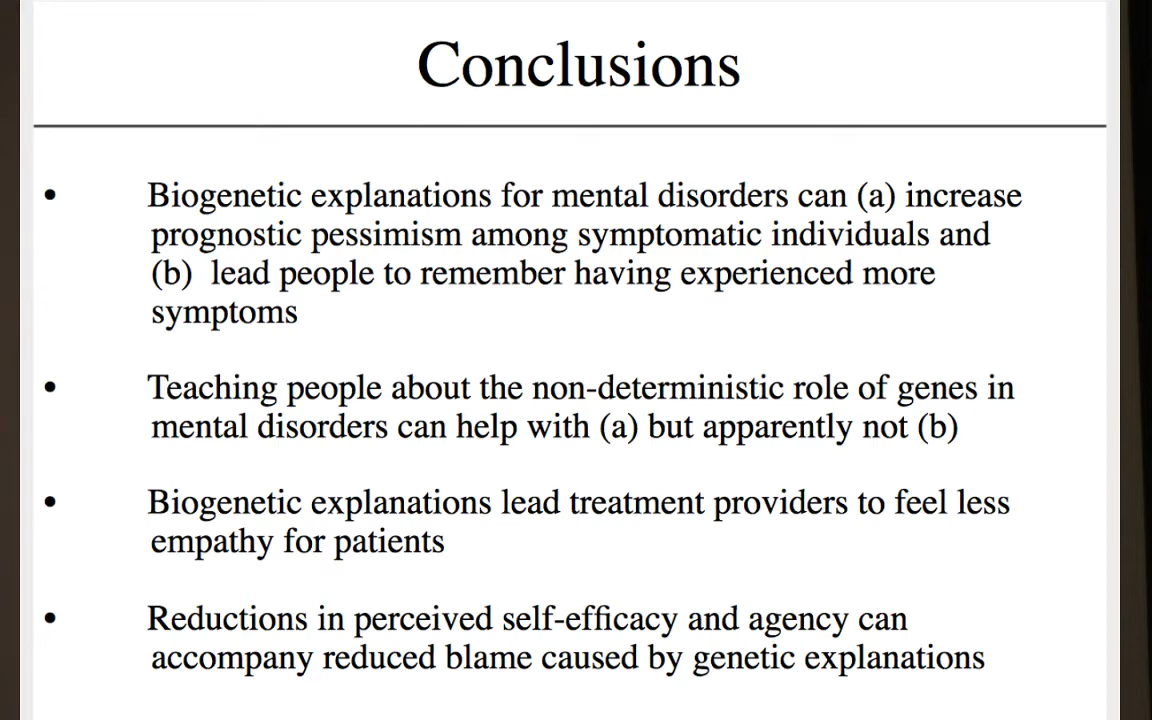 Conclusions
• Biogenetic explanations for mental disorders can (a) increase
prognostic pessimism among symptomatic individuals and
(b) lead people to remember having experienced more
symptoms
• Teaching people about the non-deterministic role of genes in
mental disorders can help with (a) but apparently not (b)
• Biogenetic explanations lead treatment providers to feel less
empathy for patients
• Reductions in perceived self-efficacy and agency can
accompany reduced blame caused by genetic explanations